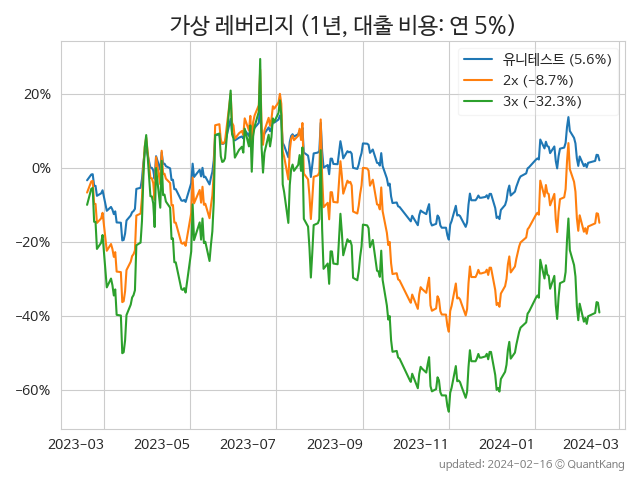 가상 레버리지 (1년, 대출 비용: 연 5%)
유니테스트 (5.6%)
2x (−8.7%)
3x (−32.3%)
20%
0%
−20%
−40%
−60%
2023-03 2023-05 2023-07 2023-09 2023-11 2024-01 2024-03
updated: 2024-02-16 © QuantKang